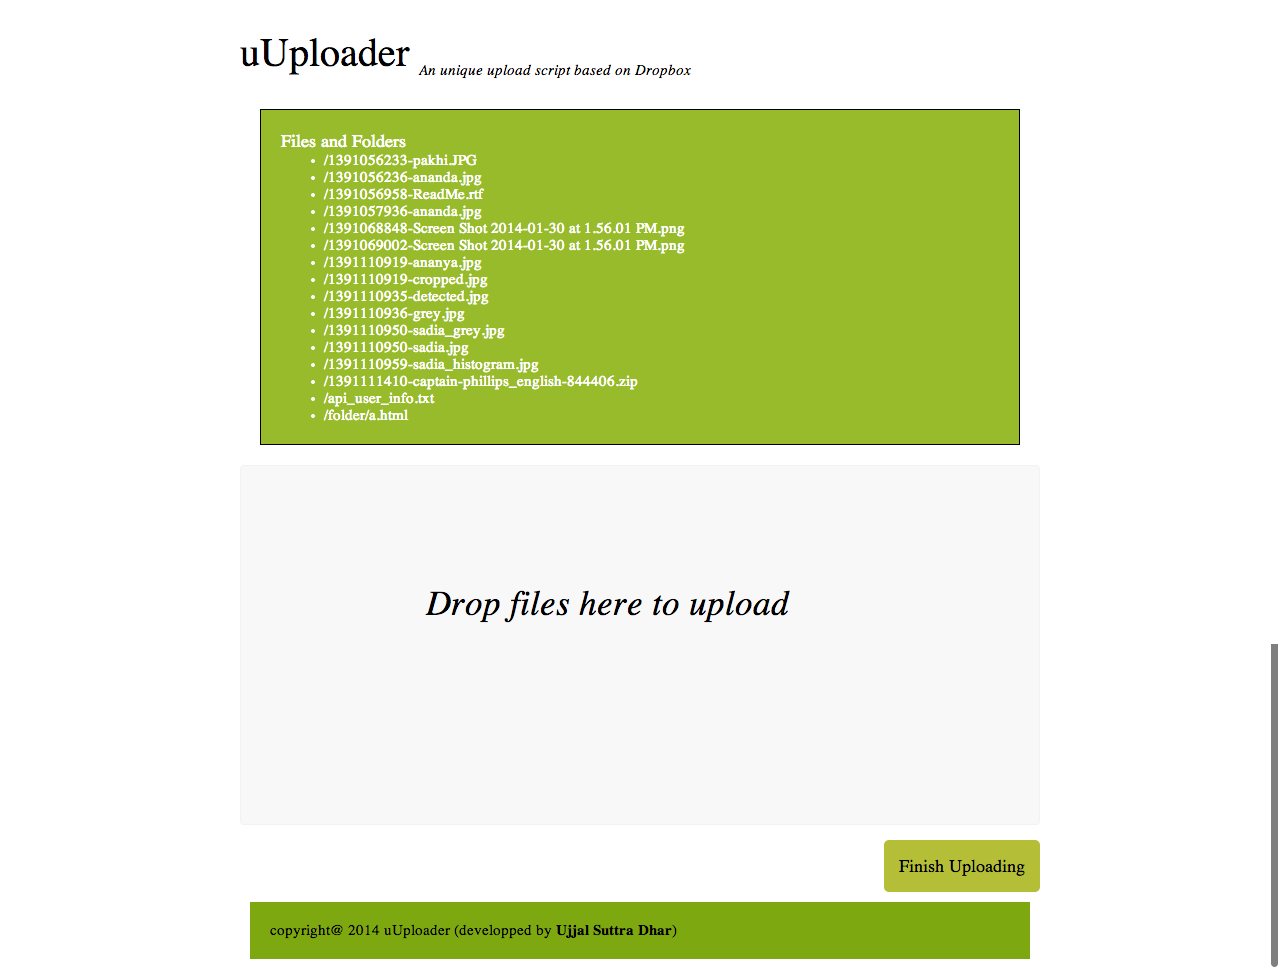 uUploader An unique upload script based on Dropbox
Files and Folders
• /1391056233-pakhi.JPG
• /1391056236-ananda.jpg
• /1391056958-ReadMe.rtf
• /1391057936-ananda.jpg
• /1391068848-Screen Shot 2014-01-30 at 1.56.01 PM.png
• /1391069002-Screen Shot 2014-01-30 at 1.56.01 PM.png
• /1391110919-ananya.jpg
• /1391110919-cropped.jpg
• /1391110935-detected.jpg
• /1391110936-grey.jpg
• /1391110950-sadia_grey.jpg
• /1391110950-sadia.jpg
• /1391110959-sadia_histogram.jpg
• /1391111410-captain-phillips_english-844406.zip
• /api_user_info.txt
• /folder/a.html
Drop files here to upload
Finish Uploading
copyright@ 2014 uUploader (developped by Ujjal Suttra Dhar)